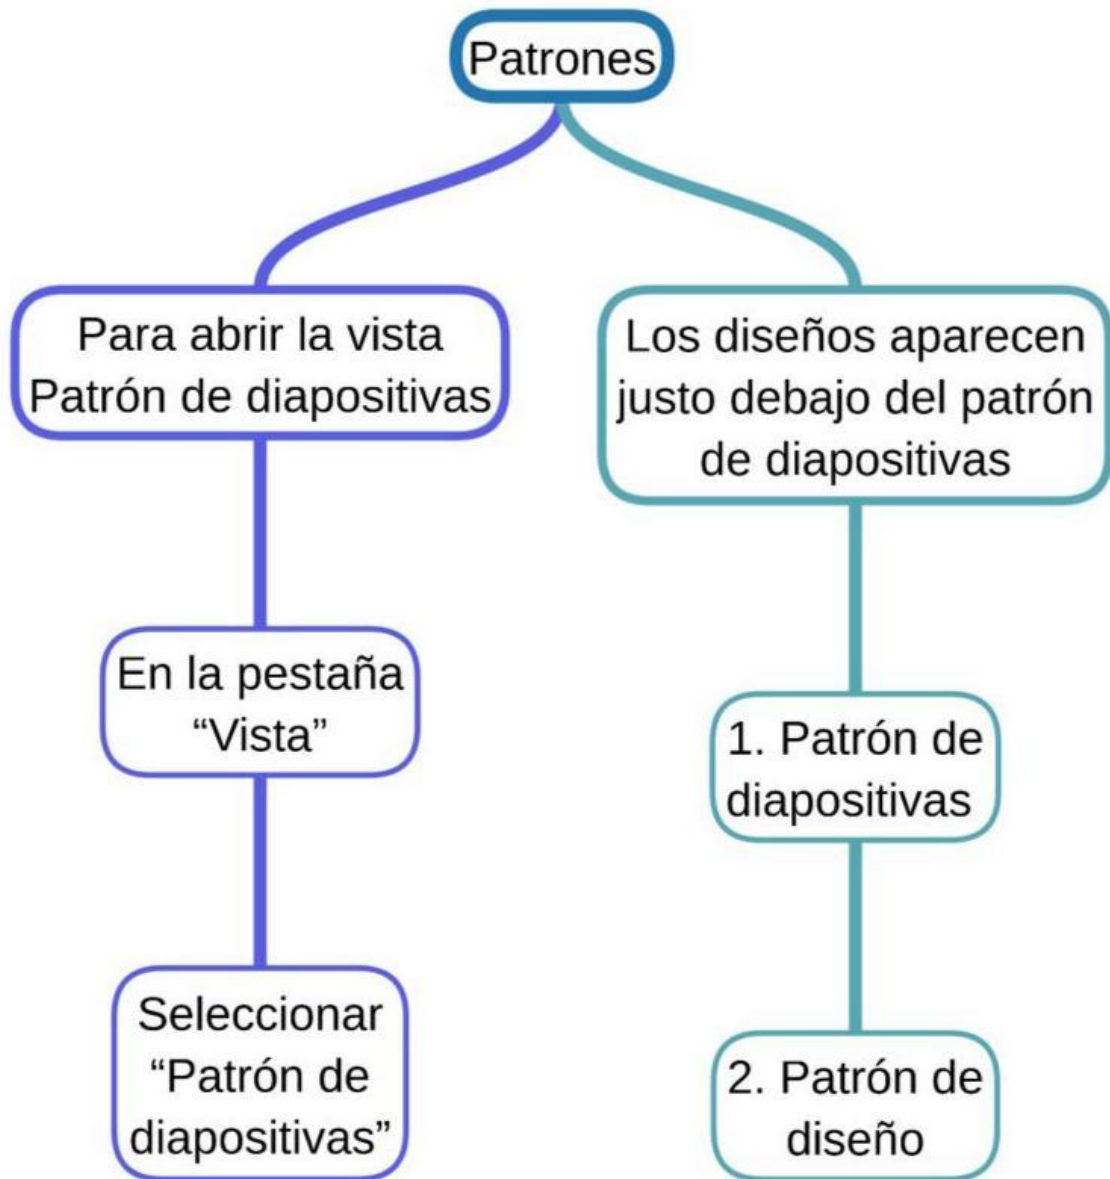 Patrones
Para abrir la vista
Patrón de diapositivas
En la pestaña
“Vista”
Seleccionar
“Patrón de
diapositivas”
Los diseños aparecen
justo debajo del patrón
de diapositivas
1. Patrón de
diapositivas
2. Patrón de
diseño